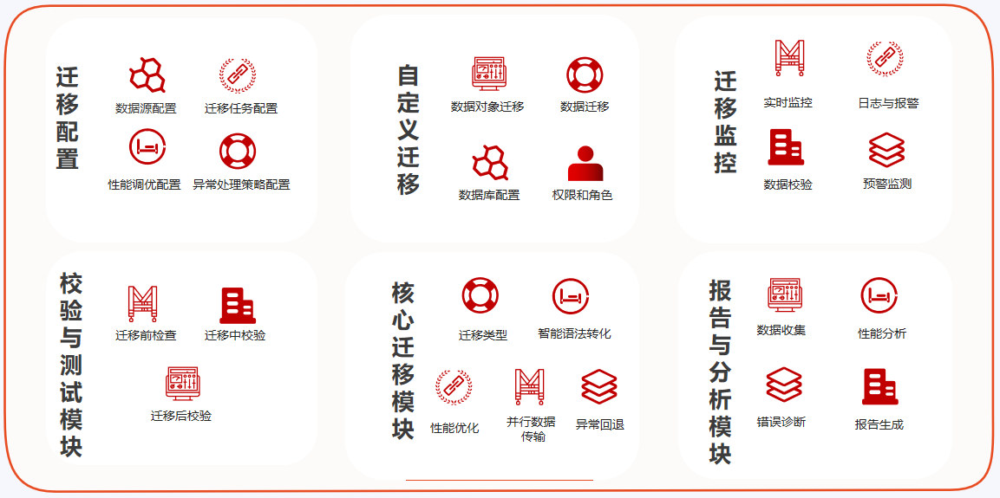 迁移配置
数据源配置
迁移任务配置
性能调优配置
异常处理策略配置
自定义迁移
数据对象迁移
数据迁移
数据库配置
权限和角色
迁移监控
实时监控
日志与报警
数据校验
预警监测
校验与测试模块
迁移前检查
迁移中校验
迁移后校验
核心迁移模块
迁移类型
智能语法转化
性能优化
并行数据
传输
异常回退
报告与分析模块
数据收集
性能分析
错误诊断
报告生成